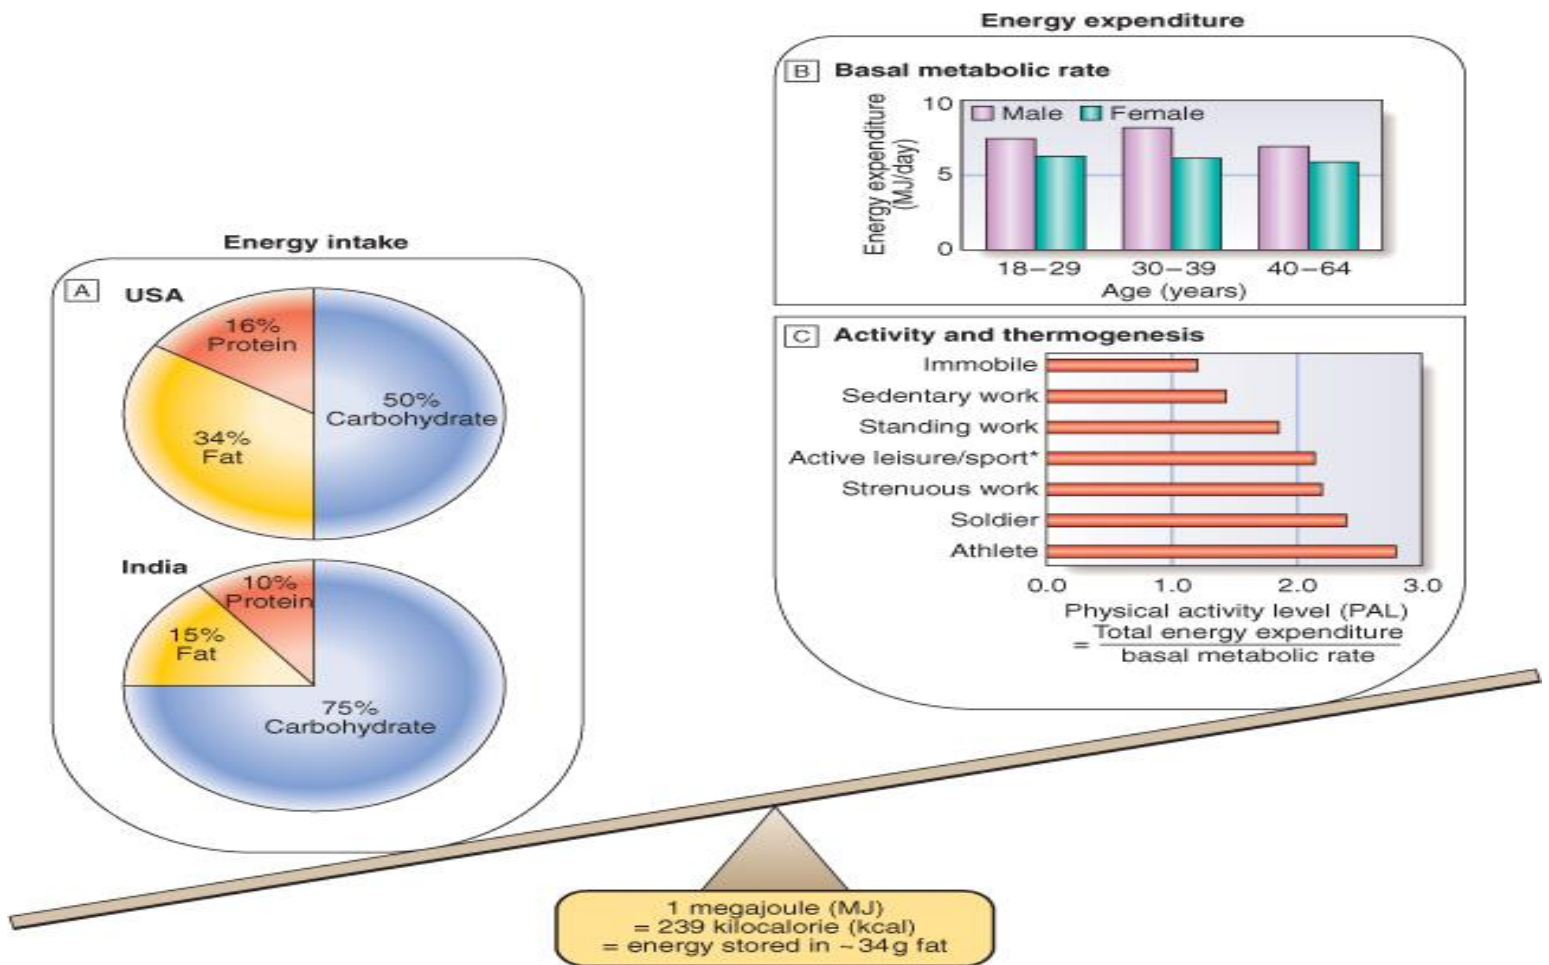 Energy intake
A
USA
16%
Protein
50%
Carbohydrate
34%
Fat
India
10%
Protein
15%
Fat
75%
Carbohydrate
Energy expenditure
B Basal metabolic rate
Energy expenditure
(MJ/day)
10
5
0
Male Female
18–29 30–39 40–64
Age (years)
C Activity and thermogenesis
Immobile
Sedentary work
Standing work
Active leisure/sport*
Strenuous work
Soldier
Athlete
0.0 1.0 2.0 3.0
Physical activity level (PAL)
= Total energy expenditure
basal metabolic rate
1 megajoule (MJ)
= 239 kilocalorie (kcal)
= energy stored in ~34g fat